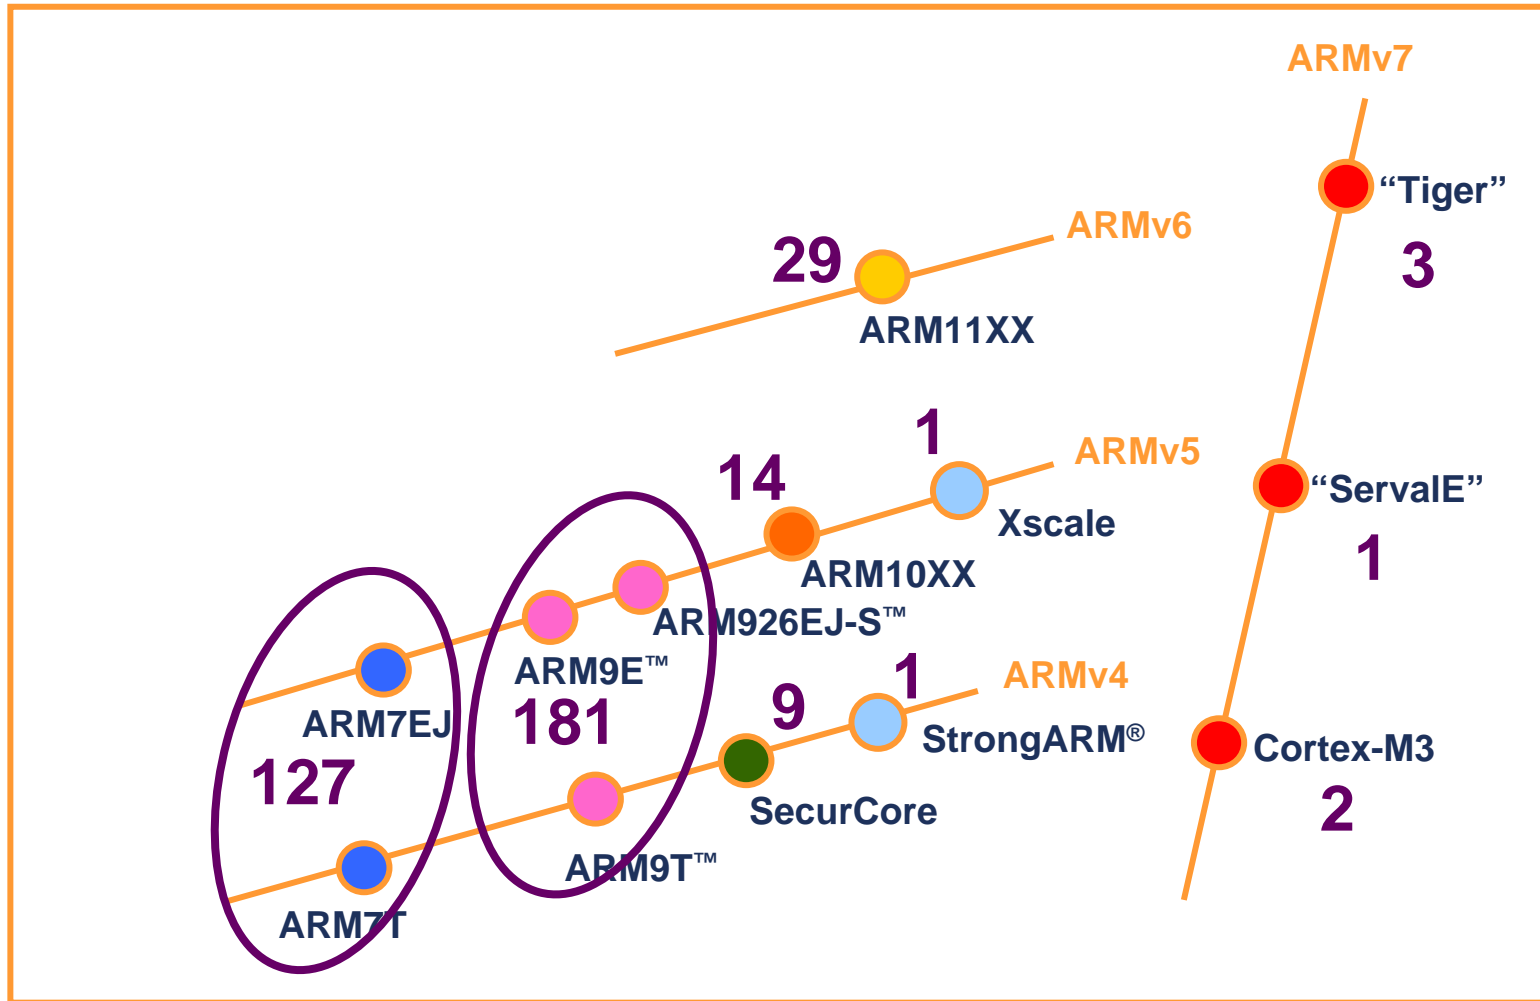 ARMv7
“Tiger”
3
ARMv6
29
ARM11XX
1
ARMv5
14
Xscale
“ServalE”
1
ARM10XX
ARM926EJ-S™
ARM9E™
ARM7EJ
181
127
ARMv4
1
9
StrongARM®
Cortex-M3
2
SecurCore
ARM9T™
ARM7T